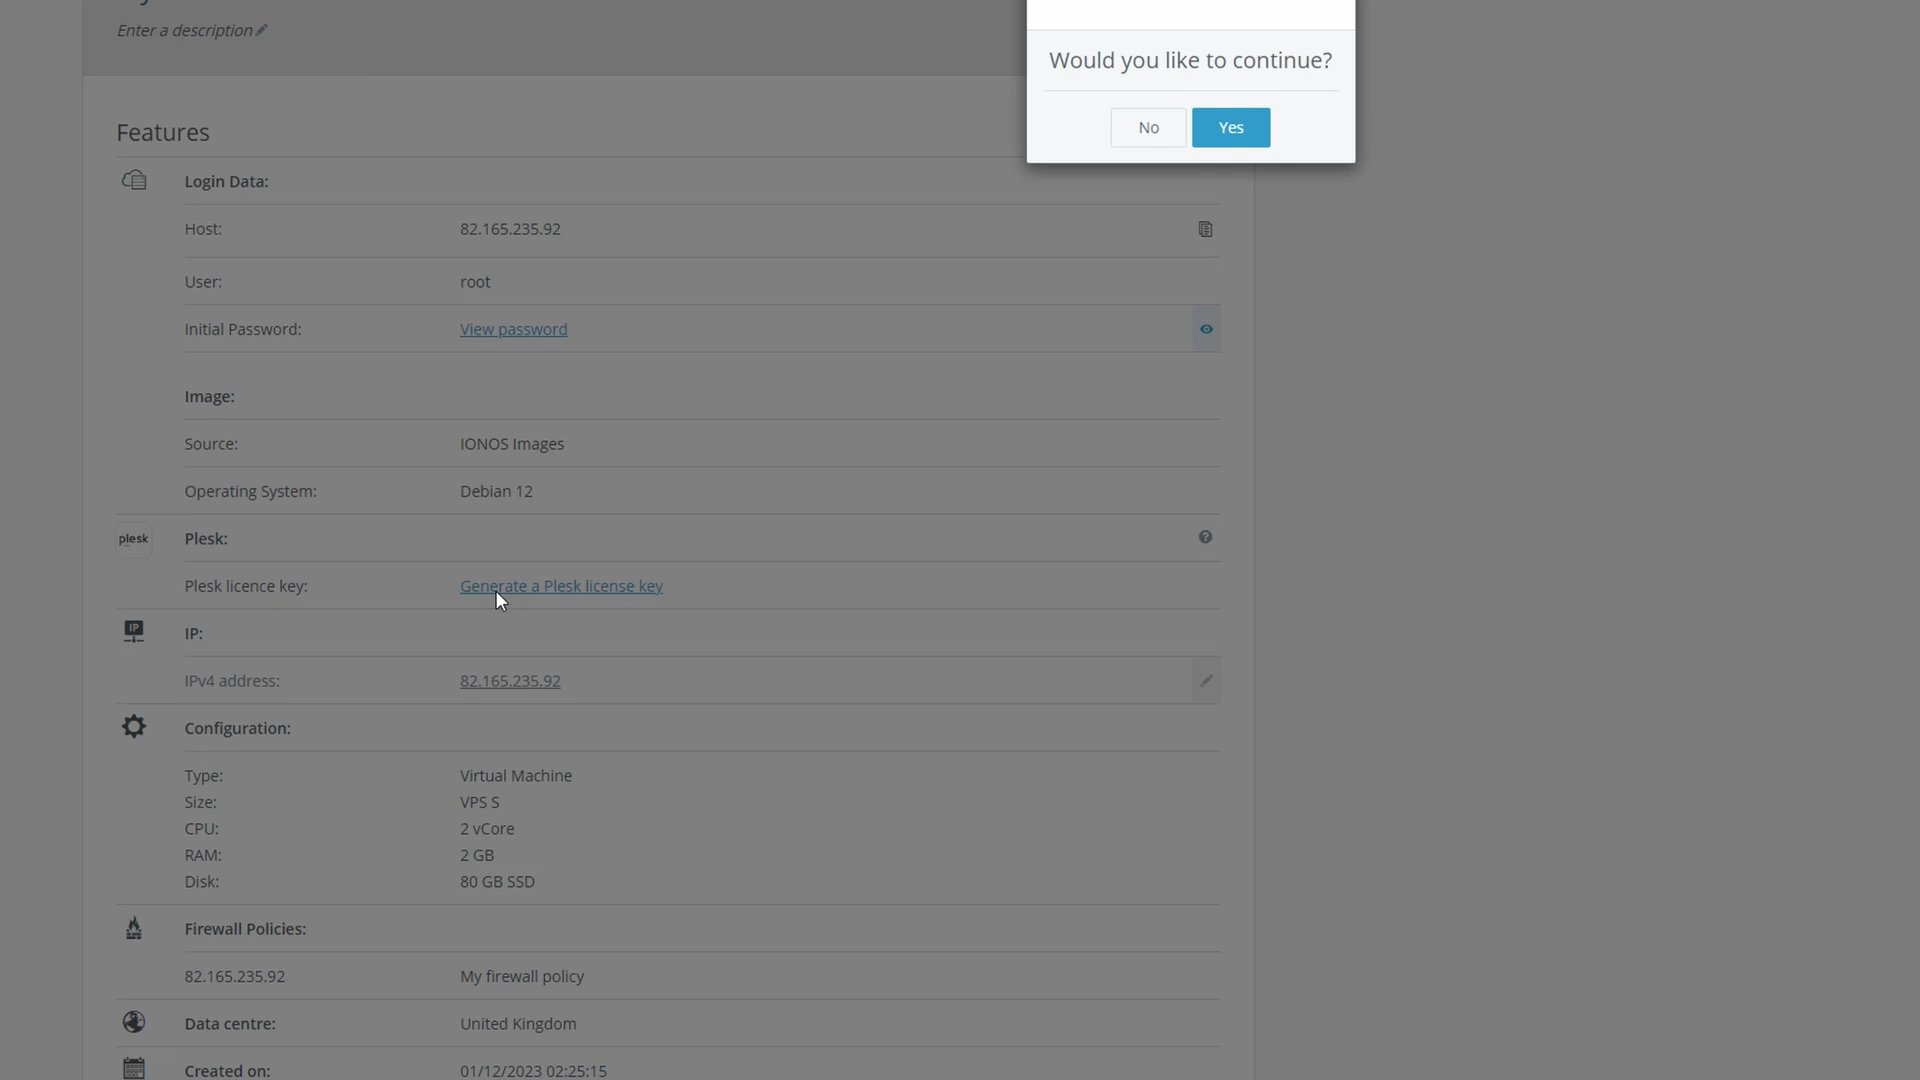 Enter a description
Would you like to continue?
No Yes
Features
Login Data:
Host: 82.165.235.92
User: root
Initial Password: View password
Image:
Source: IONOS Images
Operating System: Debian 12
plesk Plesk:
Plesk licence key: Generate a Plesk license key
IP IP:
IPv4 address: 82.165.235.92
Configuration:
Type: Virtual Machine
Size: VPS S
CPU: 2 vCore
RAM: 2 GB
Disk: 80 GB SSD
Firewall Policies:
82.165.235.92 My firewall policy
Data centre: United Kingdom
Created on: 01/12/2023 02:25:15